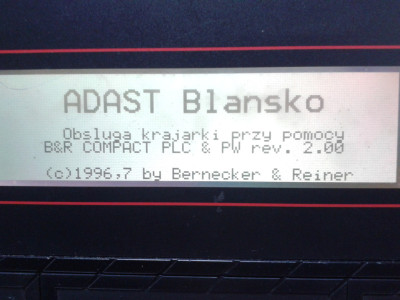 ADAST Blansko
Obsluga krajarki przy pomocy
B&R COMPACT PLC & PW rev. 2.00
(c)1996,7 by Bernecker & Reiner